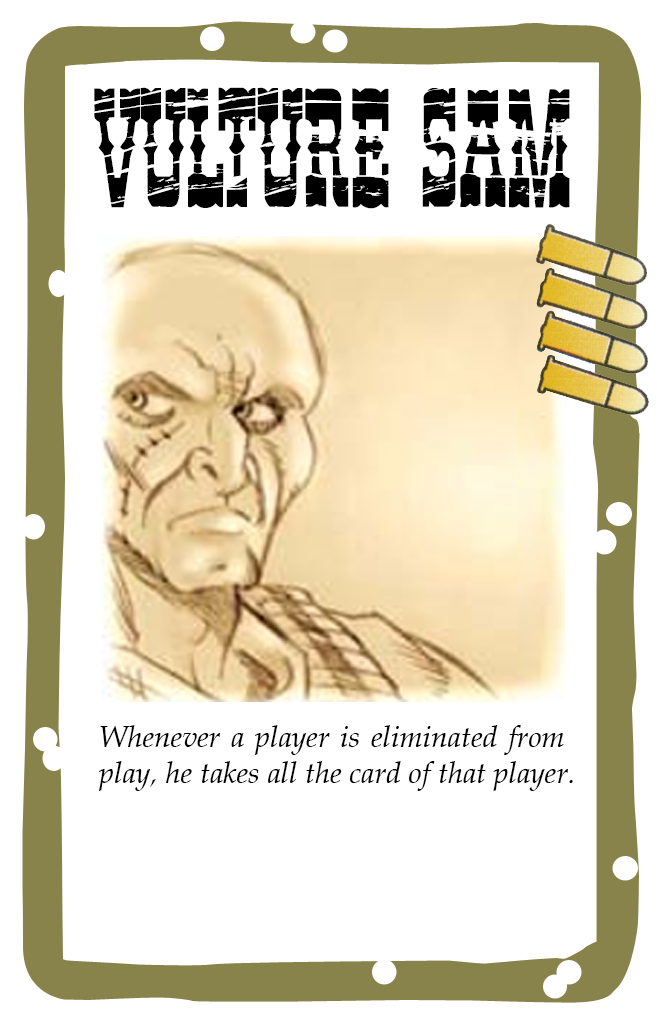 VULTURE SAM
Whenever a player is eliminated from
play, he takes all the card of that player.